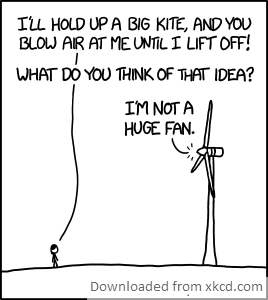 I'LL HOLD UP A BIG KITE, AND YOU
BLOW AIR AT ME UNTIL I LIFT OFF!
WHAT DO YOU THINK OF THAT IDEA?
I'M NOT A
HUGE FAN.
Downloaded from xkcd.com